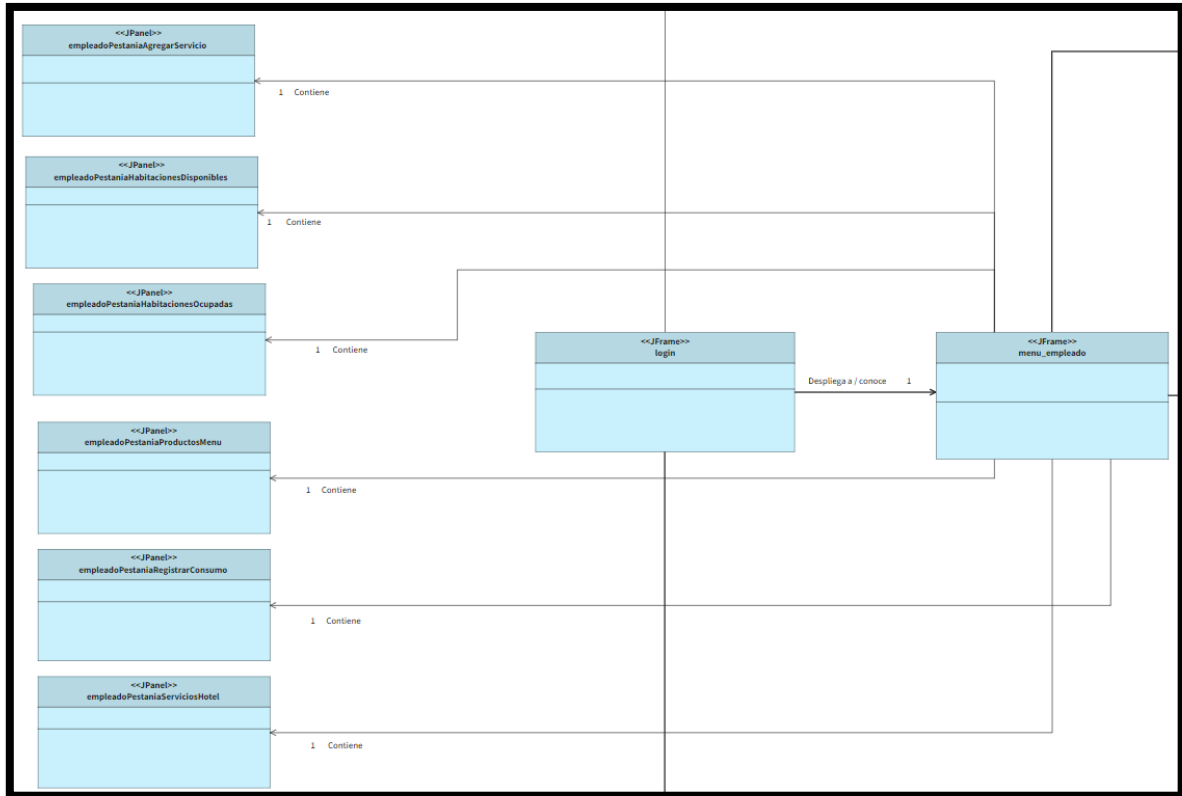 <<JPanel>>
empleadoPestaniaAgregarServicio
1 Contiene
<<JPanel>>
empleadoPestaniaHabitacionesDisponibles
1 Contiene
<<JPanel>>
empleadoPestaniaHabitacionesOcupadas
1 Contiene
<<JFrame>>
login
Despliega a / conoce 1
<<JFrame>>
menu_empleado
<<JPanel>>
empleadoPestaniaProductosMenu
1 Contiene
<<JPanel>>
empleadoPestaniaRegistrarConsumo
1 Contiene
<<JPanel>>
empleadoPestaniaServiciosHotel
1 Contiene